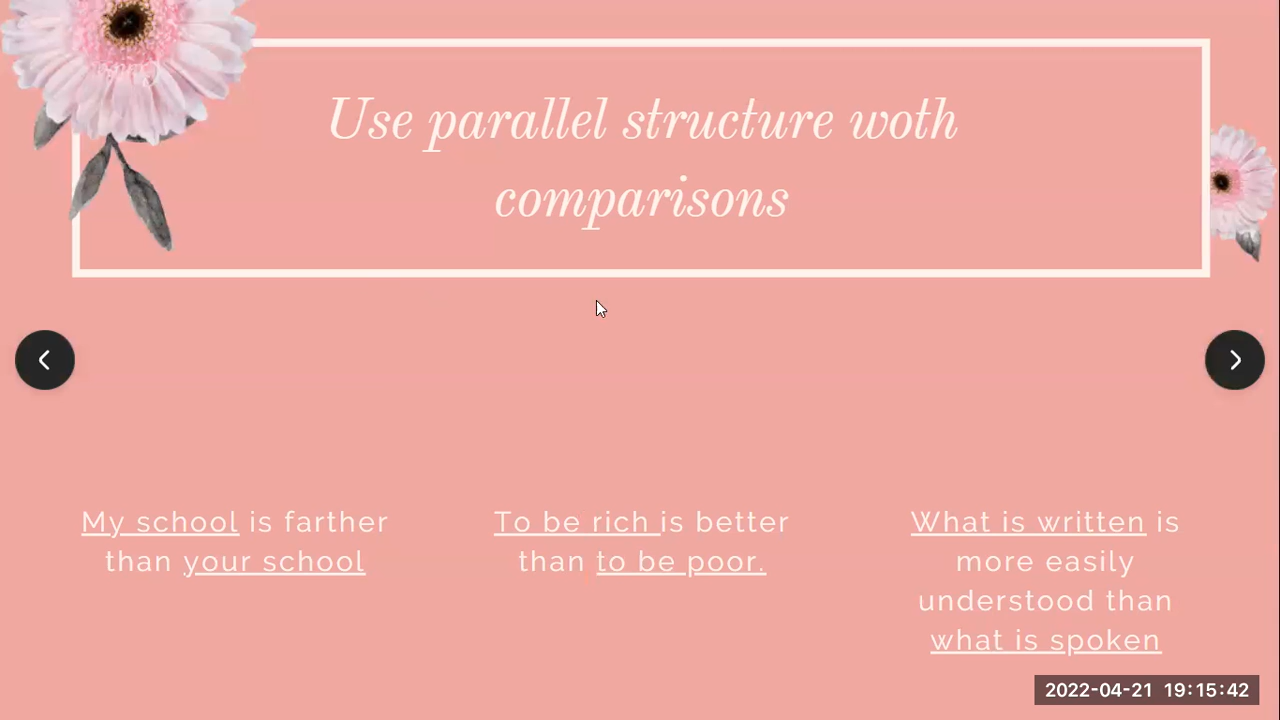 Use parallel structure woth
comparisons
My school is farther
than your school
To be rich is better
than to be poor.
What is written is
more easily
understood than
what is spoken
2022-04-21 19:15:42